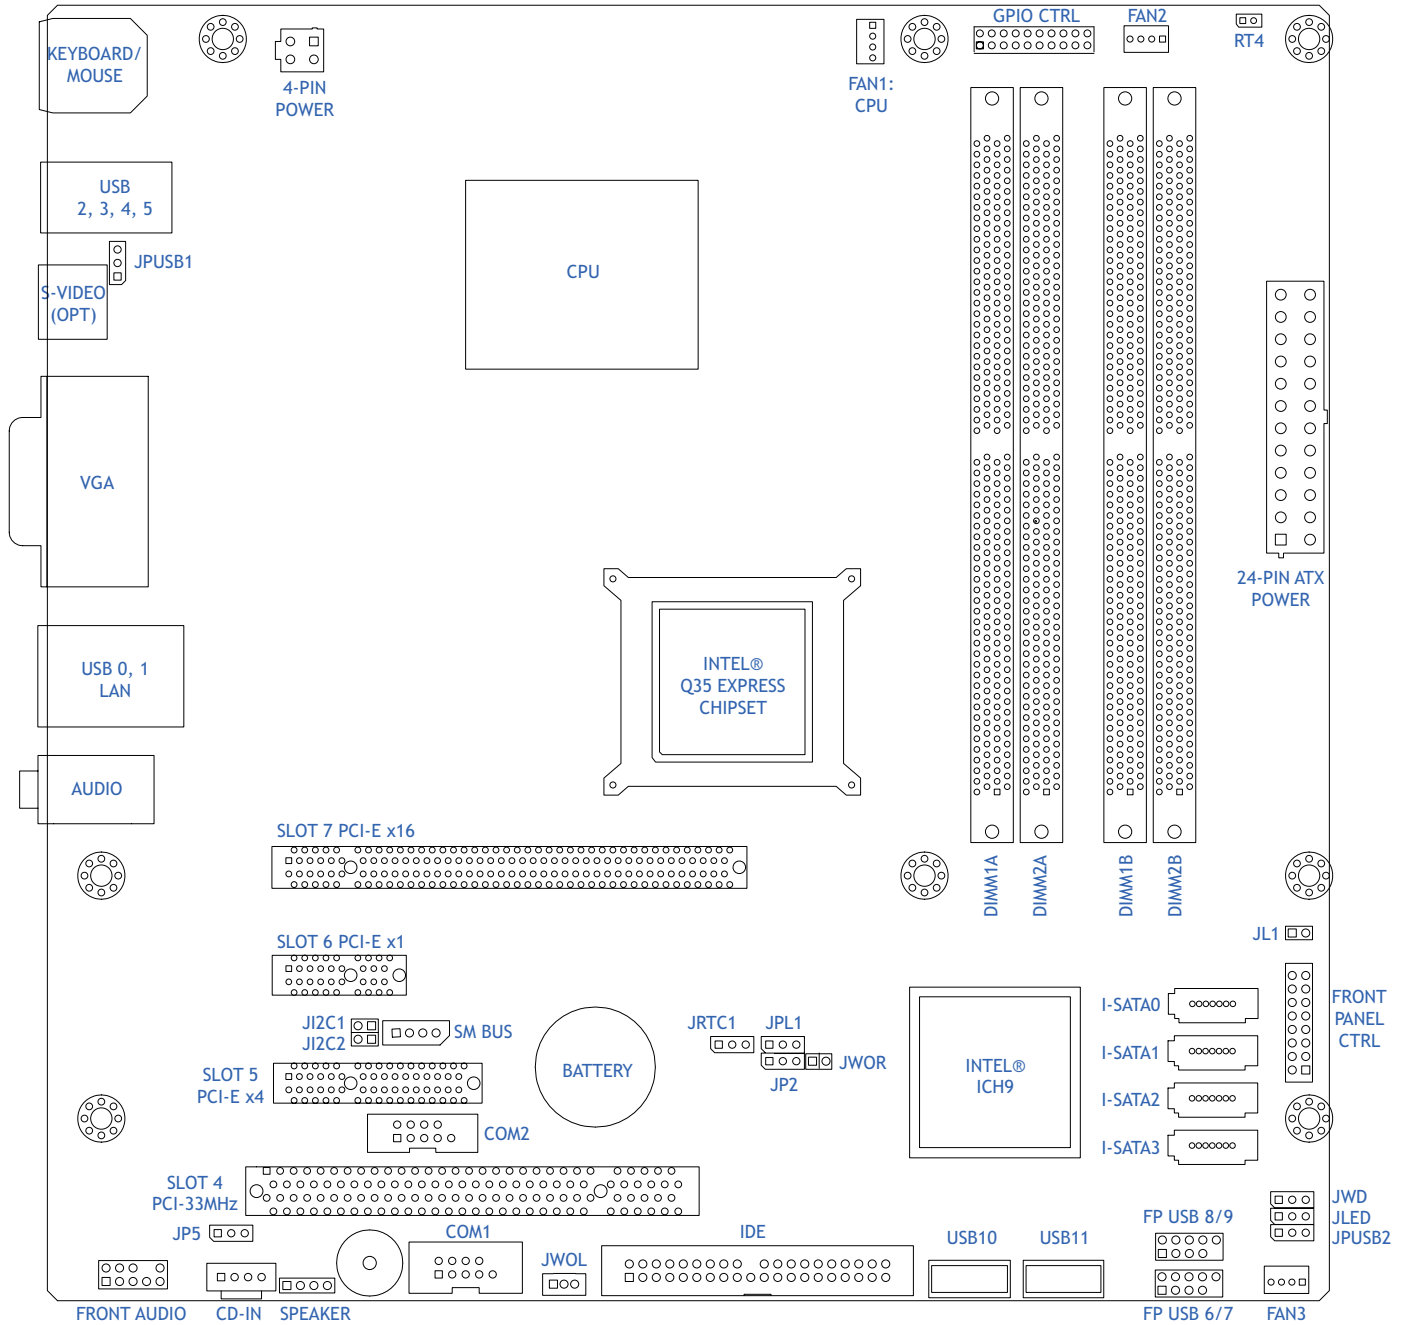 GPIO CTRL
FAN2
RT4
KEYBOARD/
MOUSE
4-PIN
POWER
FAN1:
CPU
USB
2, 3, 4, 5
JPUSB1
S-VIDEO
(OPT)
CPU
VGA
24-PIN ATX
POWER
USB 0, 1
LAN
INTEL®
Q35 EXPRESS
CHIPSET
AUDIO
SLOT 7 PCI-E x16
DIMM1A
DIMM2A
DIMM1B
DIMM2B
JL1
SLOT 6 PCI-E x1
I-SATA0
FRONT
PANEL
CTRL
JI2C1
JI2C2
SM BUS
JRTC1
JPL1
JWOR
JP2
I-SATA1
SLOT 5
PCI-E x4
BATTERY
INTEL®
ICH9
I-SATA2
COM2
I-SATA3
SLOT 4
PCI-33MHz
JWD
JLED
JPUSB2
JP5
COM1
JWOL
IDE
USB10
USB11
FP USB 8/9
FRONT AUDIO
CD-IN
SPEAKER
FP USB 6/7
FAN3